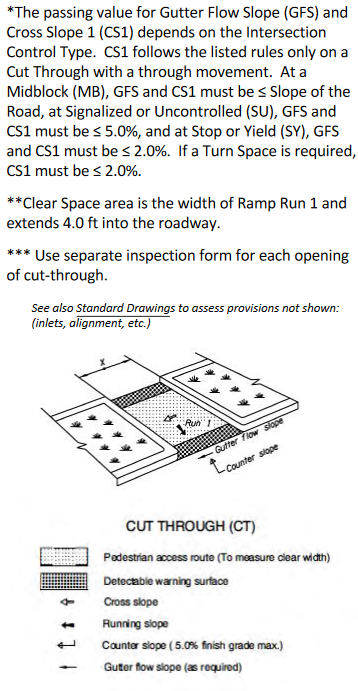 *The passing value for Gutter Flow Slope (GFS) and
Cross Slope 1 (CS1) depends on the Intersection
Control Type.  CS1 follows the listed rules only on a
Cut Through with a through movement.  At a
Midblock (MB), GFS and CS1 must be ≤ Slope of the
Road, at Signalized or Uncontrolled (SU), GFS and
CS1 must be ≤ 5.0%, and at Stop or Yield (SY), GFS
and CS1 must be ≤ 2.0%.  If a Turn Space is required,
CS1 must be ≤ 2.0%.
**Clear Space area is the width of Ramp Run 1 and
extends 4.0 ft into the roadway.
*** Use separate inspection form for each opening
of cut-through.
See also Standard Drawings to assess provisions not shown:
(inlets, alignment, etc.)
X
Run 1
Gutter flow slope
Counter slope
CUT THROUGH (CT)
Pedestrian access route (To measure clear width)
Detectable warning surface
Cross slope
Running slope
Counter slope ( 5.0% finish grade max.)
Gutter flow slope (as required)